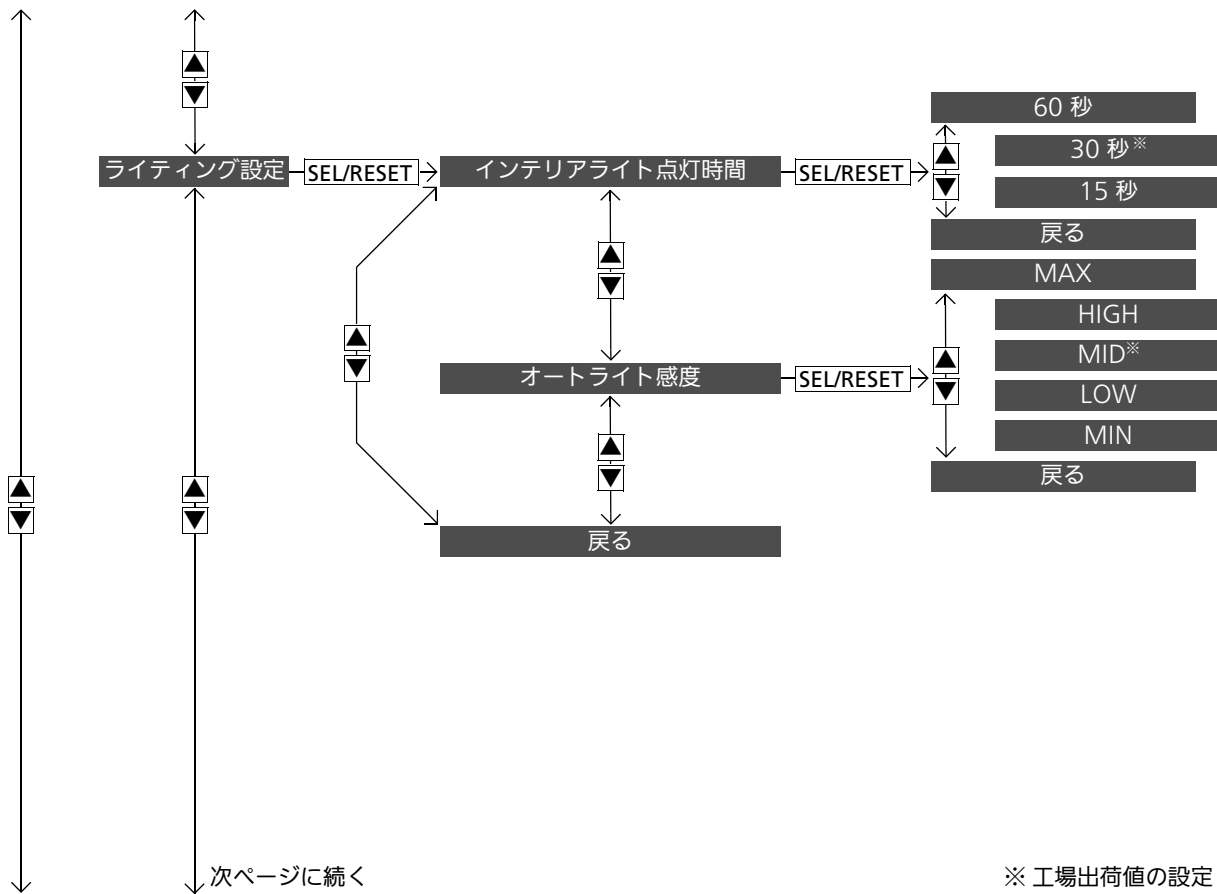 60 秒
ライティング設定 SEL/RESET インテリアライト点灯時間 SEL/RESET 30 秒※
15 秒
戻る
MAX
HIGH
オートライト感度 SEL/RESET MID※
LOW
MIN
戻る
戻る
次ページに続く
※ 工場出荷値の設定